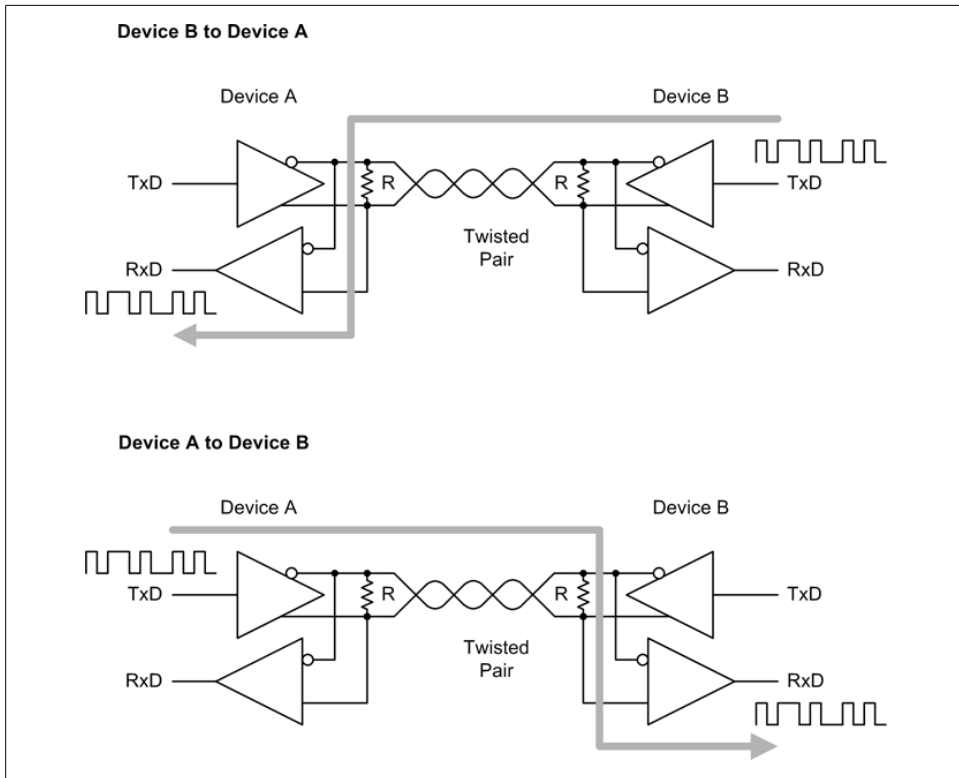 Device B to Device A
Device A
Device B
TxD
R
R
TxD
Twisted
Pair
RxD
RxD
Device A to Device B
Device A
Device B
TxD
R
R
TxD
Twisted
Pair
RxD
RxD